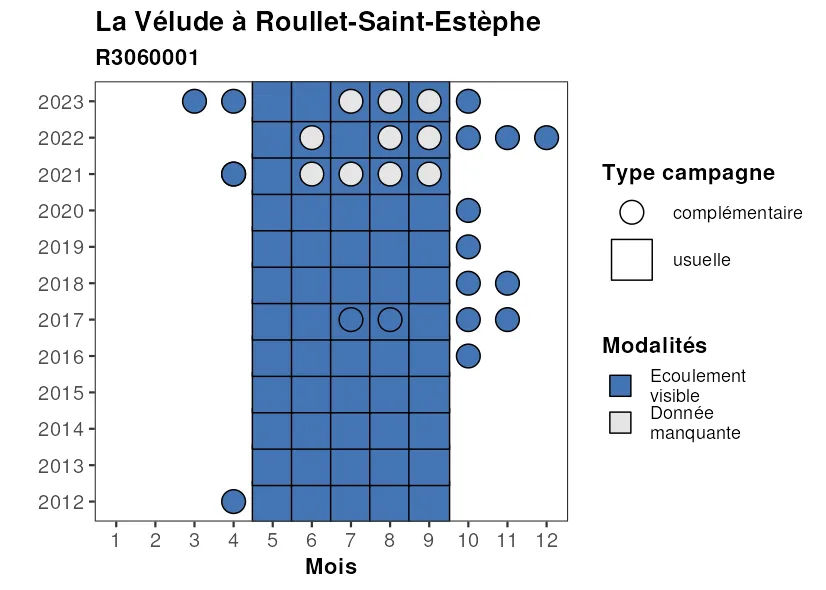 La Vélude à Roullet-Saint-Estèphe
R3060001
2023
2022
2021
2020
2019
2018
2017
2016
2015
2014
2013
2012
1 2 3 4 5 6 7 8 9 10 11 12
Mois
Type campagne
complémentaire
usuelle
Modalités
Ecoulement
visible
Donnée
manquante